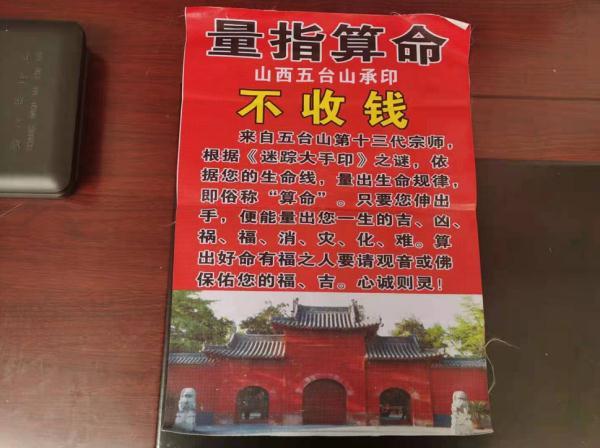 量指算命
山西五台山承印
不收钱
来自五台山第十三代宗师，
根据《迷踪大手印》之谜，依
据您的生命线，量出生命规律，
即俗称“算命”。只要您伸出
手，便能量出您一生的吉、凶、
祸、福、消、灾、化、难。算
出好命有福之人要请观音或佛
保佑您的福、吉。心诚则灵！